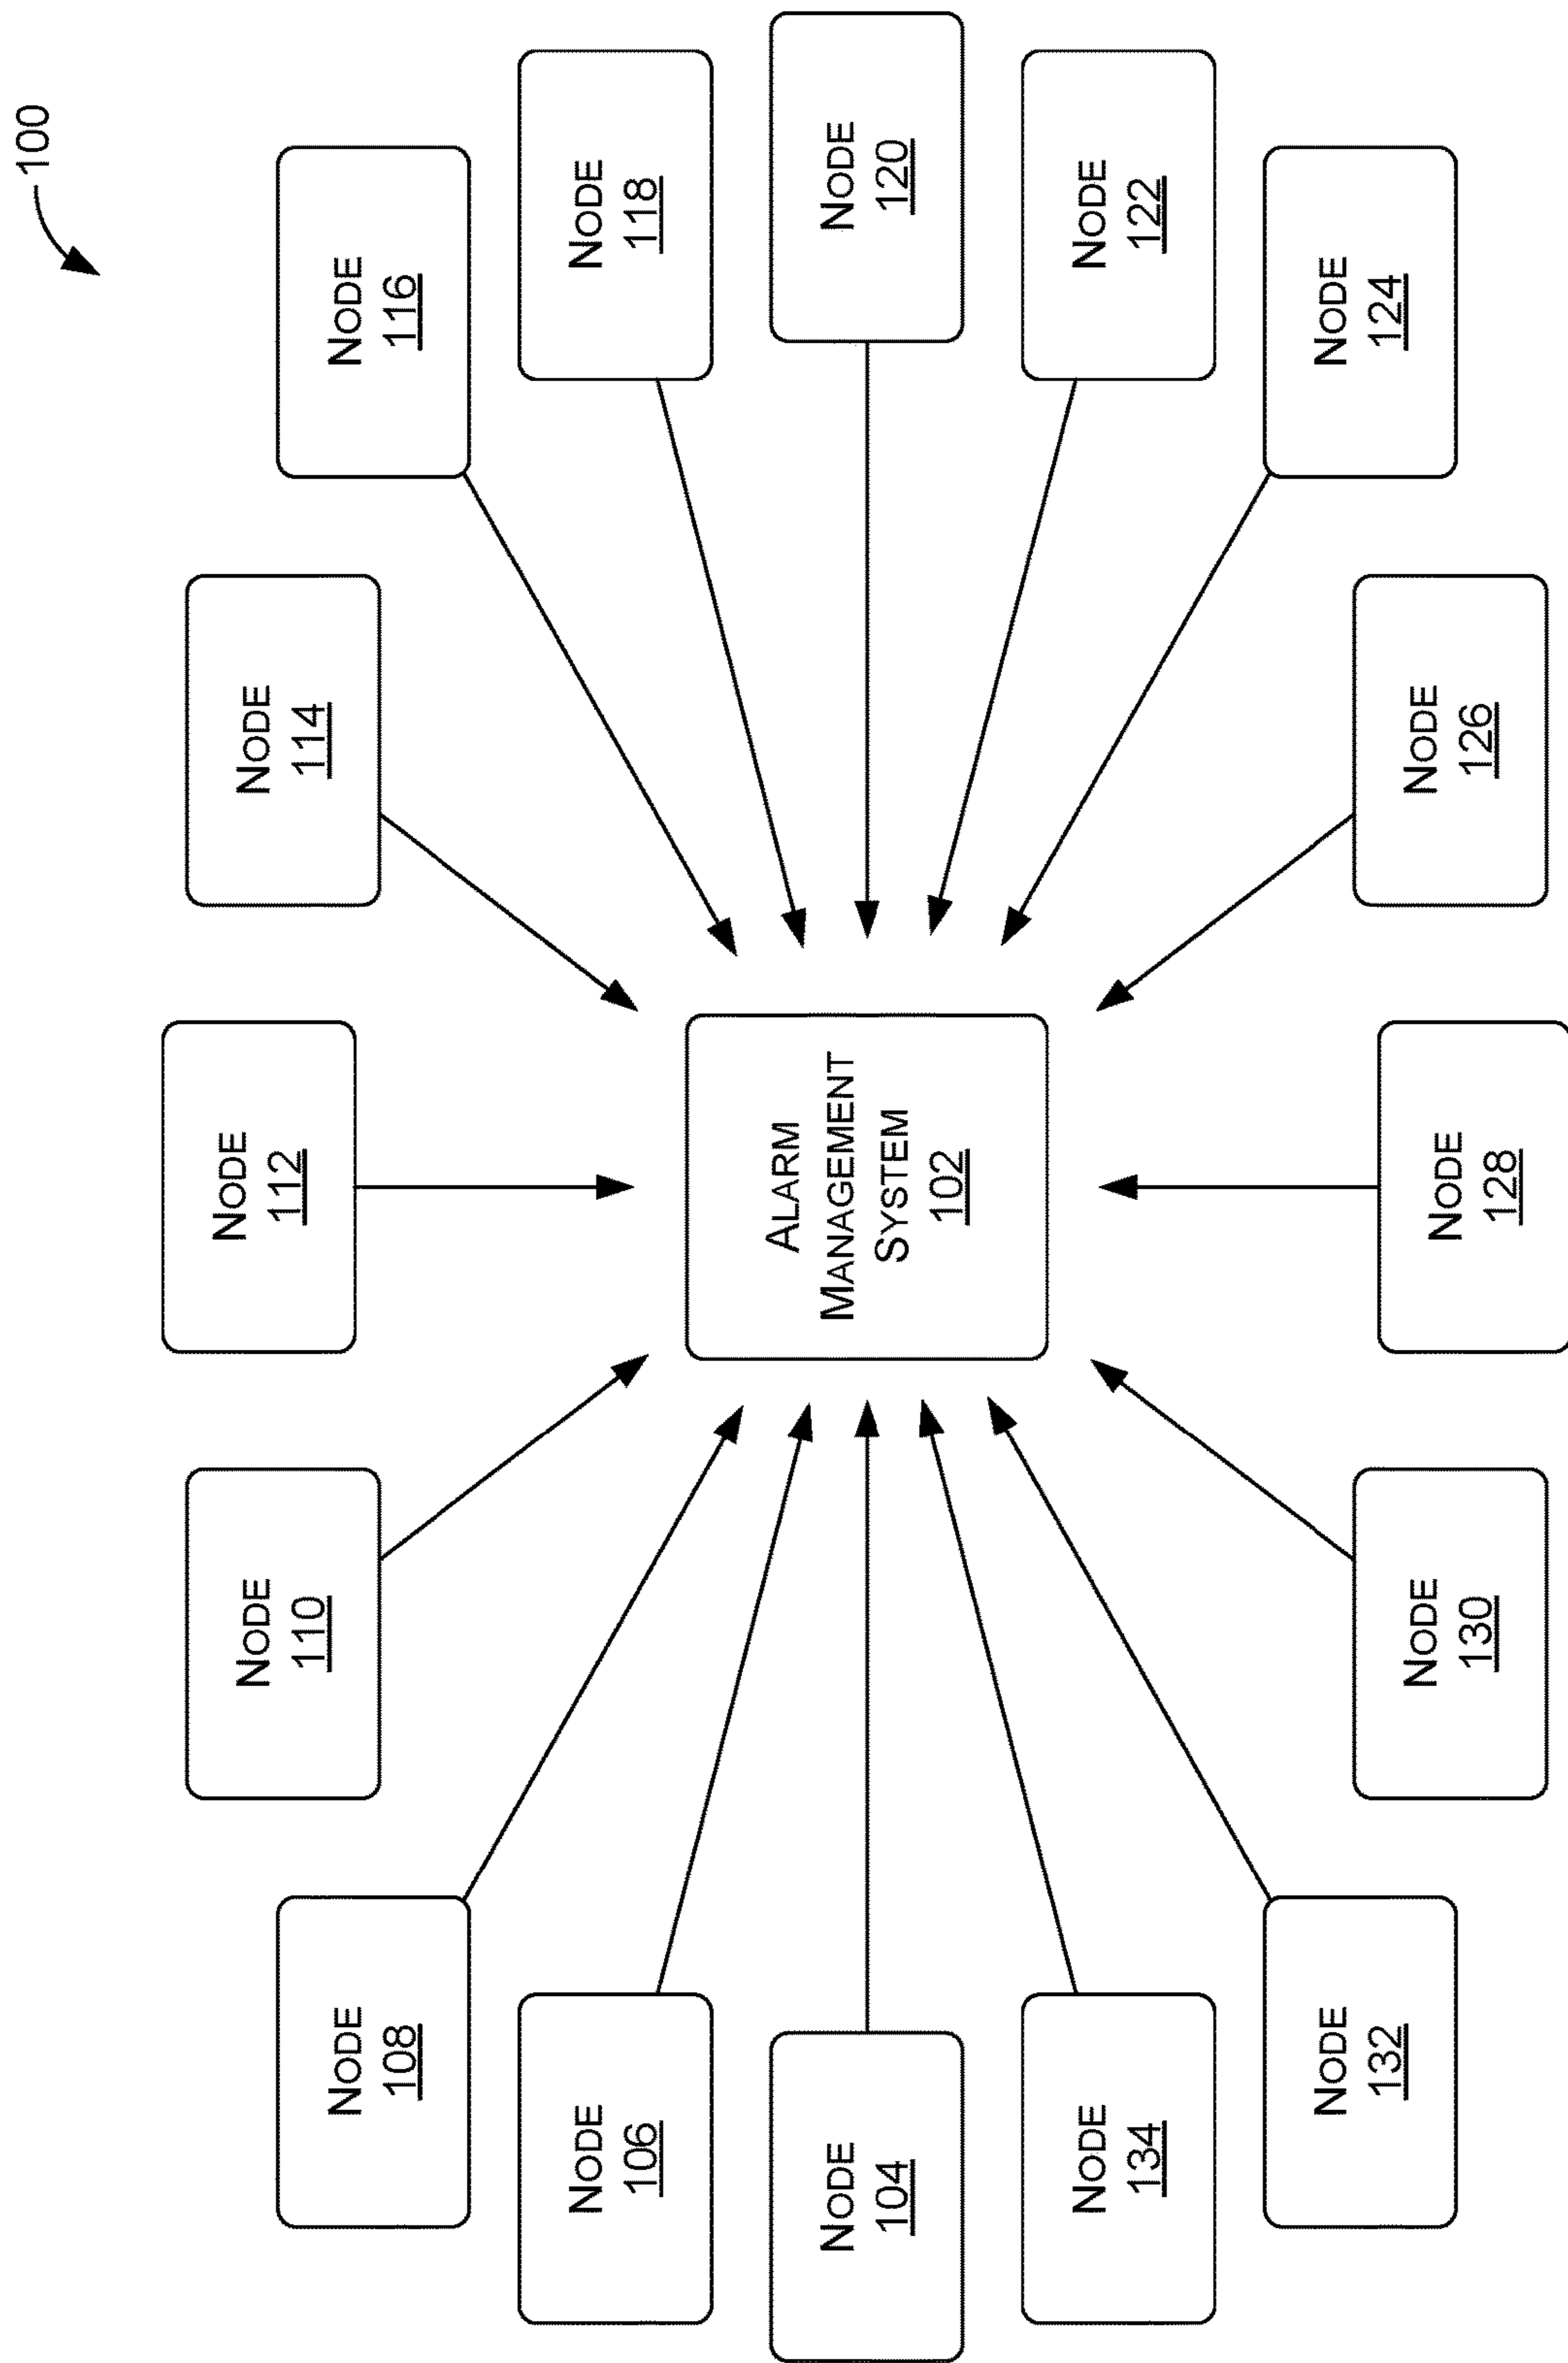 100
NODE
108
NODE
110
NODE
112
NODE
114
NODE
116
NODE
106
NODE
118
NODE
104
ALARM
MANAGEMENT
SYSTEM
102
NODE
120
NODE
134
NODE
122
NODE
132
NODE
130
NODE
128
NODE
126
NODE
124